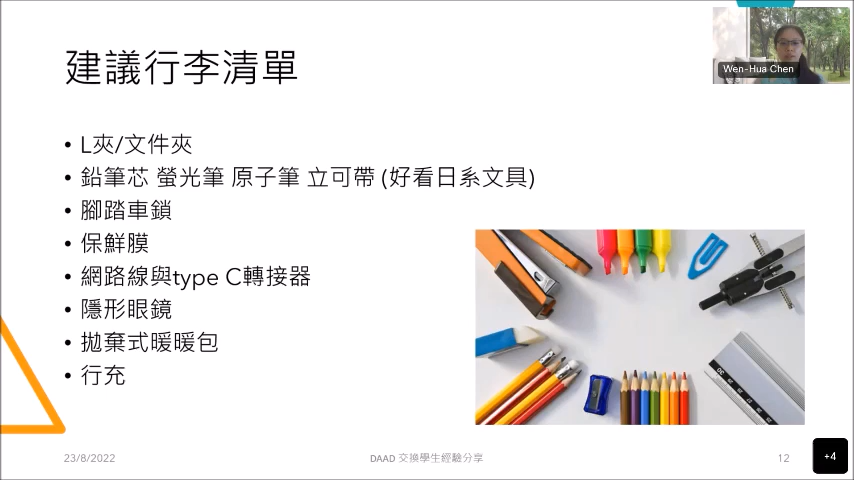 建議行李清單
Wen-Hua Chen
• L夾/文件夾
• 鉛筆芯 螢光筆 原子筆 立可帶 (好看日系文具)
• 腳踏車鎖
• 保鮮膜
• 網路線與type C轉接器
• 隱形眼鏡
• 拋棄式暖暖包
• 行充
23/8/2022
DAAD 交換學生經驗分享
12
+4